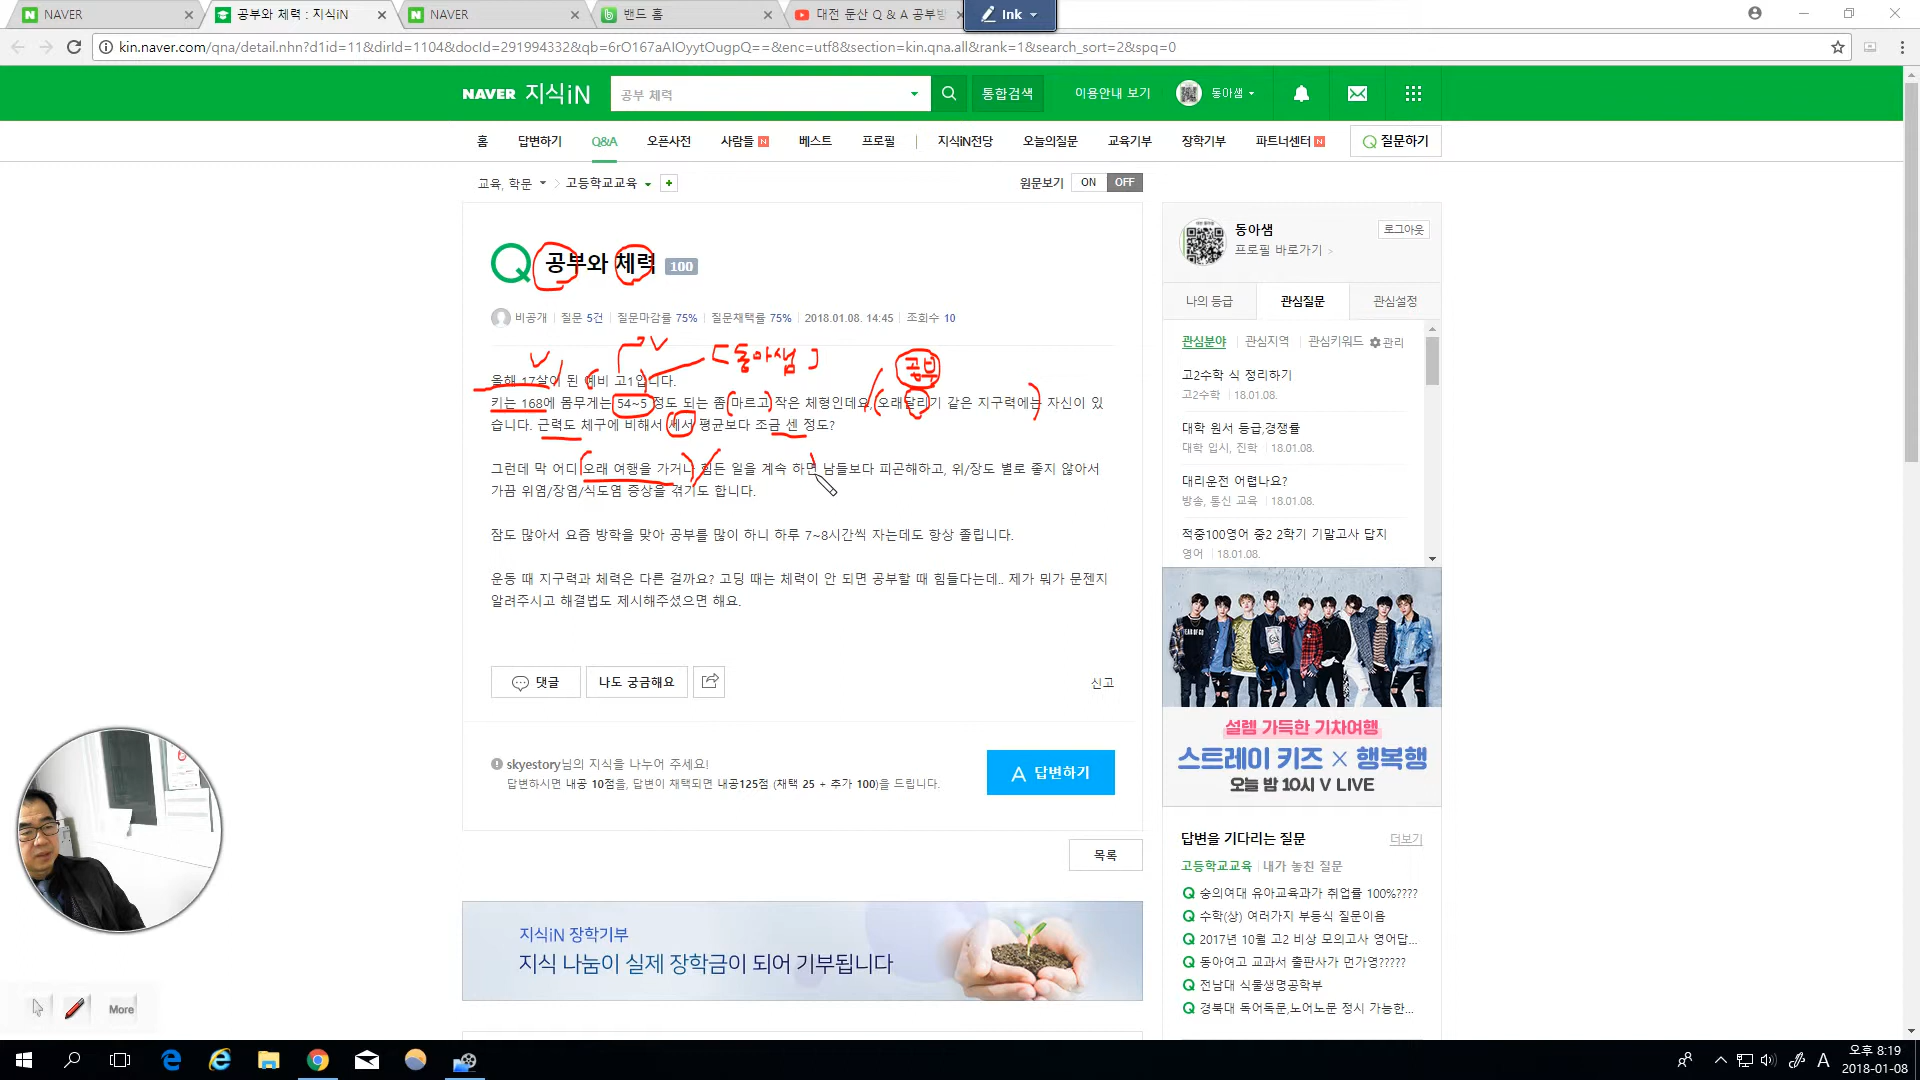 NAVER
공부와 체력 : 지식iN
NAVER
밴드 홈
대전 둔산 Q & A 공부방
Ink
kin.naver.com/qna/detail.nhn?d1id=11&dirId=1104&docId=291994332&qb=6rO167aAIOyytOugpQ==&enc=utf8&section=kin.qna.all&rank=1&search_sort=2&spq=0
NAVER 지식iN
공부 체력
통합검색
이용안내 보기
동아샘
홈 답변하기 Q&A 오픈사전 사람들 N 베스트 프로필 지식iN전당 오늘의질문 교육기부 장학기부 파트너센터 N 질문하기
교육, 학문 > 고등학교교육 +
원문보기 ON OFF
Q 공부와 체력 100
비공개 질문 5건 질문마감률 75% 질문채택률 75% 2018.01.08. 14:45 조회수 10
[동아샘]
공부
올해 17살이 된 예비 고1입니다.
키는 168에 몸무게는 54~5 정도 되는 좀 마르고 작은 체형인데요, 오래달리기 같은 지구력에는 자신이 있
습니다. 근력도 체구에 비해서 세서 평균보다 조금 센 정도?
그런데 막 어디 오래 여행을 가거나 힘든 일을 계속 하면 남들보다 피곤해하고, 위/장도 별로 좋지 않아서
가끔 위염/장염/식도염 증상을 겪기도 합니다.
잠도 많아서 요즘 방학을 맞아 공부를 많이 하니 하루 7~8시간씩 자는데도 항상 졸립니다.
운동 때 지구력과 체력은 다른 걸까요? 고딩 때는 체력이 안 되면 공부할 때 힘들다는데.. 제가 뭐가 문젠지
알려주시고 해결법도 제시해주셨으면 해요.
댓글 나도 궁금해요 신고
skyestory님의 지식을 나누어 주세요!
답변하시면 내공 10점을, 답변이 채택되면 내공125점 (채택 25 + 추가 100)을 드립니다.
A 답변하기
목록
지식iN 장학기부
지식 나눔이 실제 장학금이 되어 기부됩니다
동아샘 로그아웃
프로필 바로가기 >
나의 등급 관심질문 관심설정
관심분야 관심지역 관심키워드 관리
고2수학 식 정리하기
고2수학 18.01.08.
대학 원서 등급,경쟁률
대학 입시, 진학 18.01.08.
대리운전 어렵나요?
방송, 통신 교육 18.01.08.
적중100영어 중2 2학기 기말고사 답지
영어 18.01.08.
설렘 가득한 기차여행
스트레이 키즈 × 행복행
오늘 밤 10시 V LIVE
답변을 기다리는 질문 더보기
고등학교교육 내가 놓친 질문
Q 숭의여대 유아교육과가 취업률 100%????
Q 수학(상) 여러가지 부등식 질문이욤
Q 2017년 10월 고2 비상 모의고사 영어답...
Q 동아여고 교과서 출판사가 먼가영?????
Q 전남대 식물생명공학부
Q 경북대 독어독문,노어노문 정시 가능한...
More
A
오후 8:19
2018-01-08